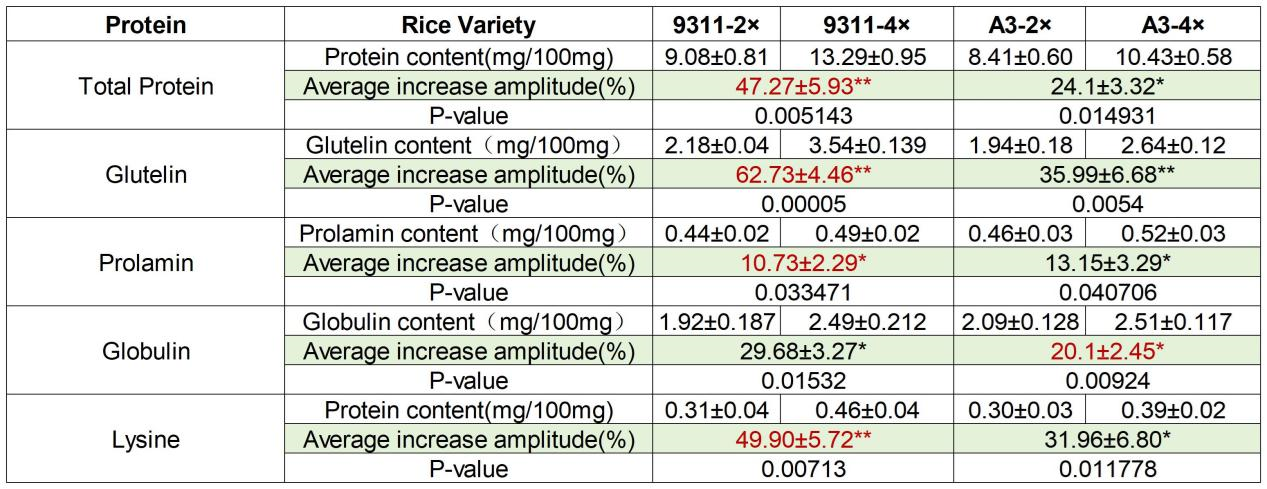 Protein Rice Variety 9311-2× 9311-4× A3-2× A3-4×
Total Protein Protein content(mg/100mg) 9.08±0.81 13.29±0.95 8.41±0.60 10.43±0.58
Average increase amplitude(%) 47.27±5.93** 24.1±3.32*
P-value 0.005143 0.014931
Glutelin Glutelin content（mg/100mg） 2.18±0.04 3.54±0.139 1.94±0.18 2.64±0.12
Average increase amplitude(%) 62.73±4.46** 35.99±6.68**
P-value 0.00005 0.0054
Prolamin Prolamin content（mg/100mg） 0.44±0.02 0.49±0.02 0.46±0.03 0.52±0.03
Average increase amplitude(%) 10.73±2.29* 13.15±3.29*
P-value 0.033471 0.040706
Globulin Globulin content（mg/100mg） 1.92±0.187 2.49±0.212 2.09±0.128 2.51±0.117
Average increase amplitude(%) 29.68±3.27* 20.1±2.45*
P-value 0.01532 0.00924
Lysine Protein content(mg/100mg) 0.31±0.04 0.46±0.04 0.30±0.03 0.39±0.02
Average increase amplitude(%) 49.90±5.72** 31.96±6.80*
P-value 0.00713 0.011778